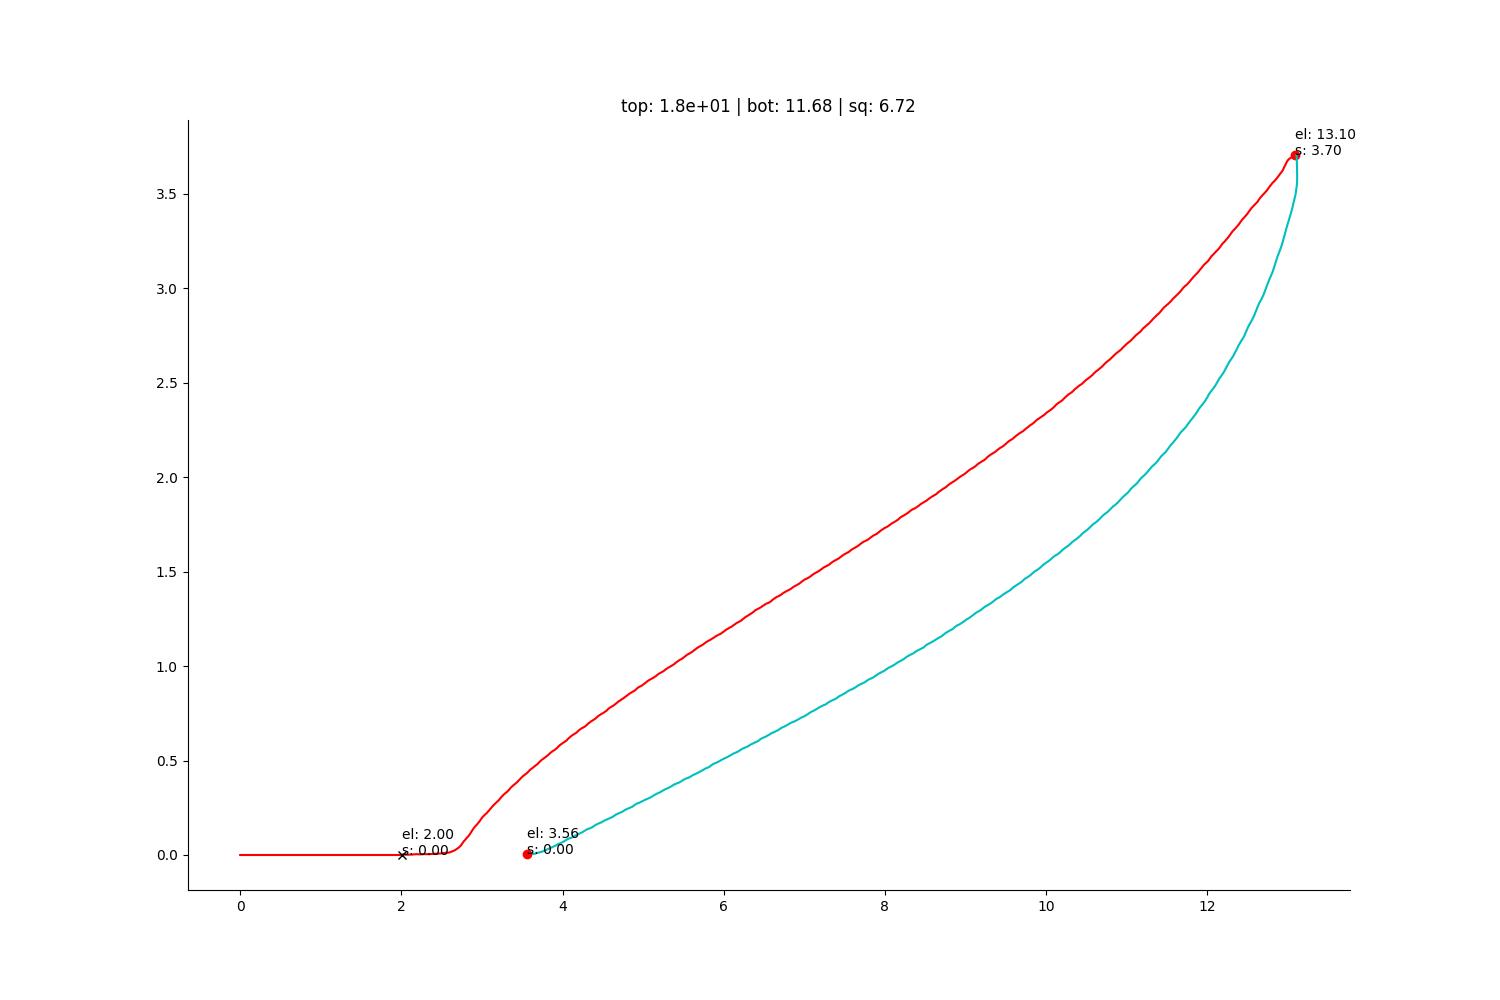 top: 1.8e+01 | bot: 11.68 | sq: 6.72
el: 13.10
s: 3.70
3.5
3.0
2.5
2.0
1.5
1.0
0.5
0.0
el: 2.00
s: 0.00
el: 3.56
s: 0.00
0 2 4 6 8 10 12